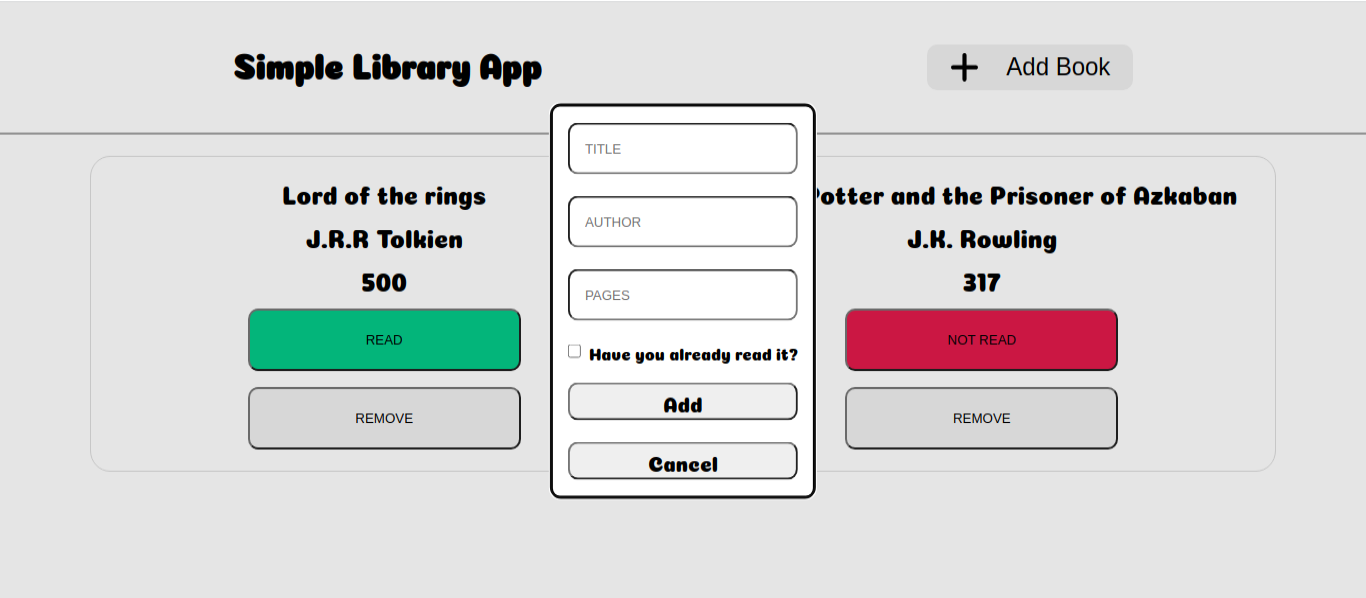 Simple Library App
Add Book
Lord of the rings
J.R.R Tolkien
500
READ
REMOVE
TITLE
AUTHOR
PAGES
Have you already read it?
Add
Cancel
Potter and the Prisoner of Azkaban
J.K. Rowling
317
NOT READ
REMOVE